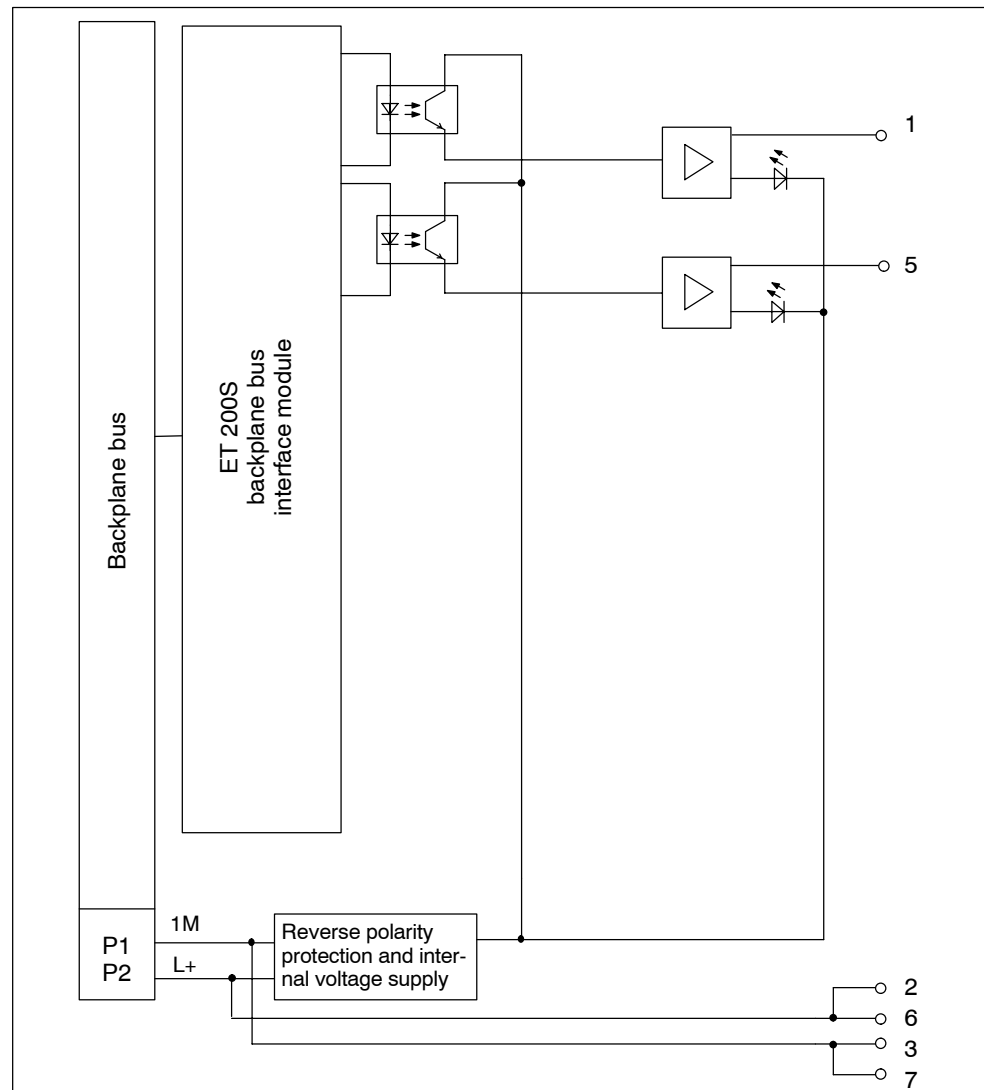 Backplane bus
ET 200S
backplane bus
interface module
1
5
P1
P2
1M
L+
Reverse polarity
protection and inter-
nal voltage supply
2
6
3
7